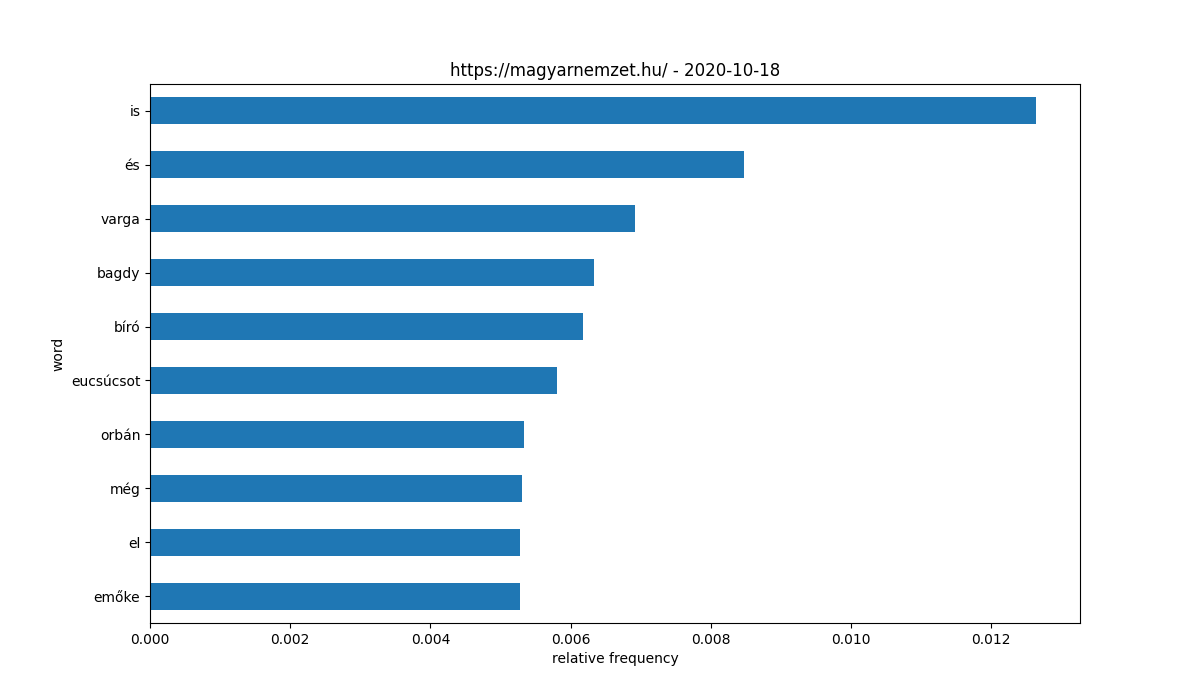 https://magyarnemzet.hu/ - 2020-10-18
is
és
varga
bagdy
bíró
eucsúcsot
orbán
még
el
emőke
word
0.000 0.002 0.004 0.006 0.008 0.010 0.012
relative frequency